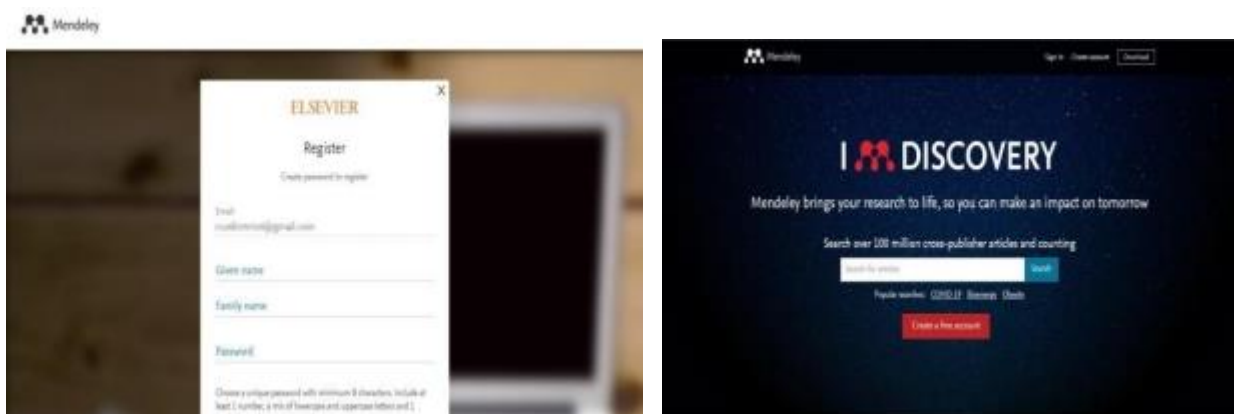 Mendeley
X
ELSEVIER
Register
Create password to register
Email
Given name
Family name
Password
Choose a unique password with minimum 8 characters. Include at
least 1 number, a mix of lowercase and uppercase letters and 1
Mendeley
Sign in Create account Download
I DISCOVERY
Mendeley brings your research to life, so you can make an impact on tomorrow
Search over 100 million cross-publisher articles and counting
Search for articles Search
Popular searches: COVID-19
Create a free account